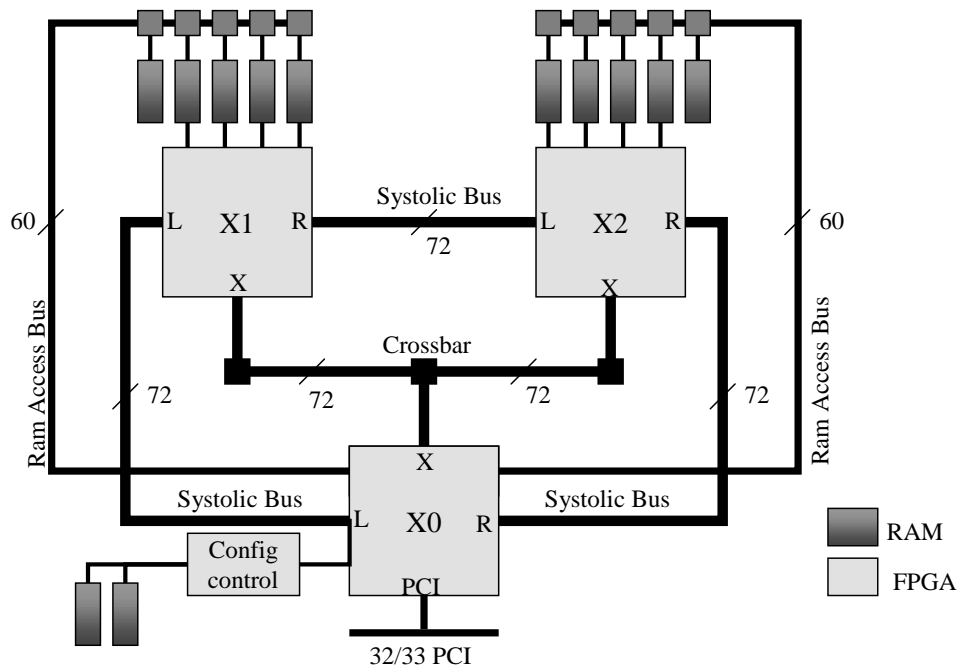 Systolic Bus
60
L
X1
R
72
L
X2
R
60
X
X
Ram Access Bus
Crossbar
Ram Access Bus
72
72
72
72
X
Systolic Bus
Systolic Bus
L
X0
R
RAM
Config
control
PCI
FPGA
32/33 PCI